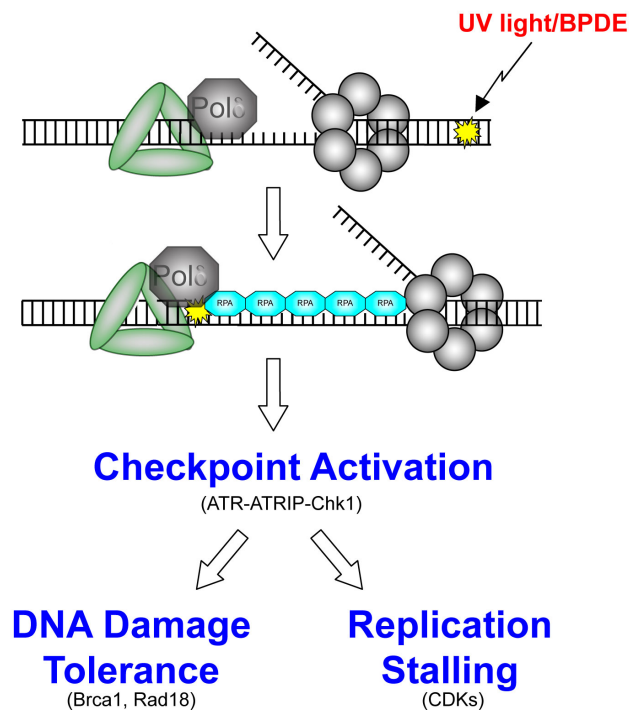 UV light/BPDE
Polδ
Polδ
RPA RPA RPA RPA RPA
Checkpoint Activation
(ATR-ATRIP-Chk1)
DNA Damage
Tolerance
(Brca1, Rad18)
Replication
Stalling
(CDKs)